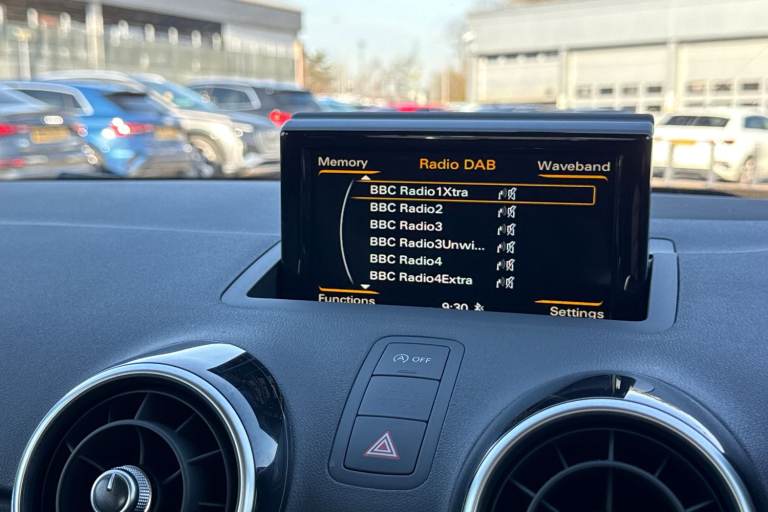 Memory Radio DAB Waveband
BBC Radio1Xtra
BBC Radio2
BBC Radio3
BBC Radio3Unwi...
BBC Radio4
BBC Radio4Extra
Functions 9:30 Settings
A OFF